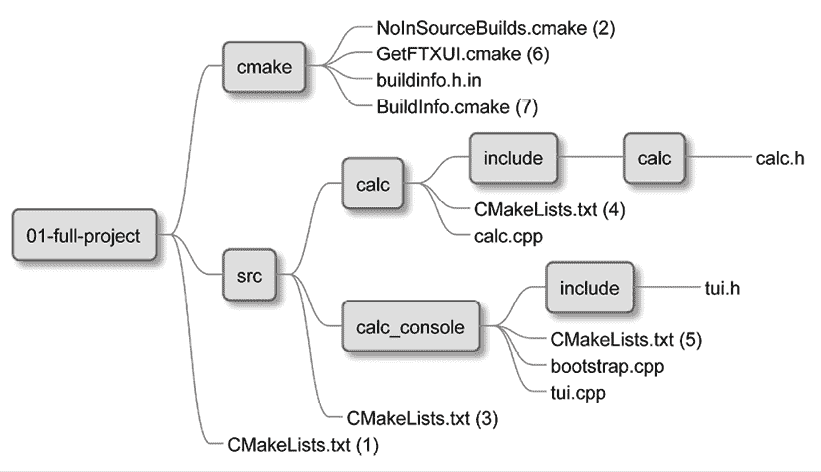 NoInSourceBuilds.cmake (2)
GetFTXUI.cmake (6)
cmake
buildinfo.h.in
BuildInfo.cmake (7)
include
calc
calc.h
calc
CMakeLists.txt (4)
calc.cpp
01-full-project
src
include
tui.h
calc_console
CMakeLists.txt (5)
bootstrap.cpp
tui.cpp
CMakeLists.txt (3)
CMakeLists.txt (1)